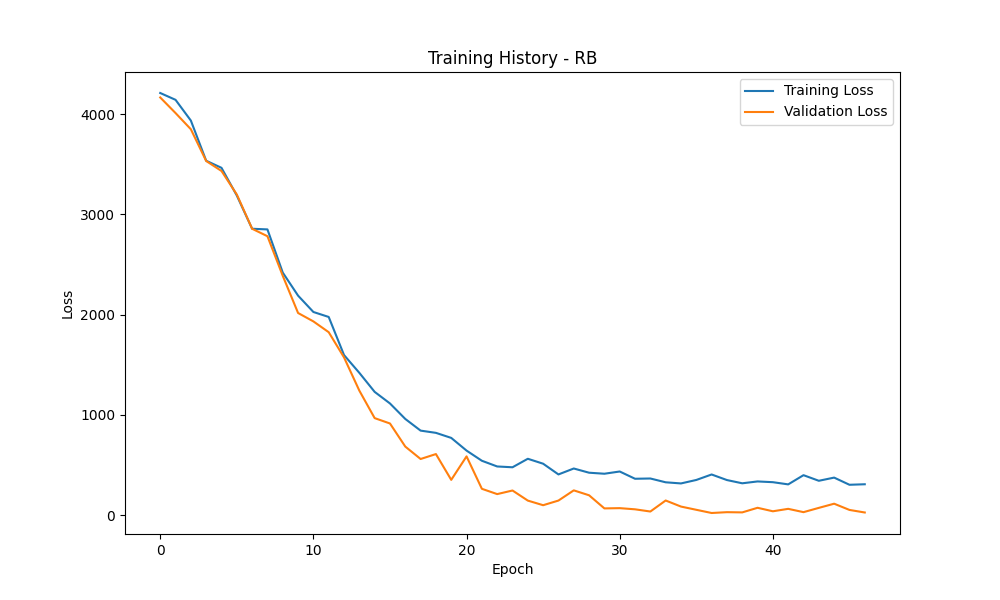 Training History - RB
Training Loss
Validation Loss
4000
3000
2000
1000
0
Loss
0 10 20 30 40
Epoch